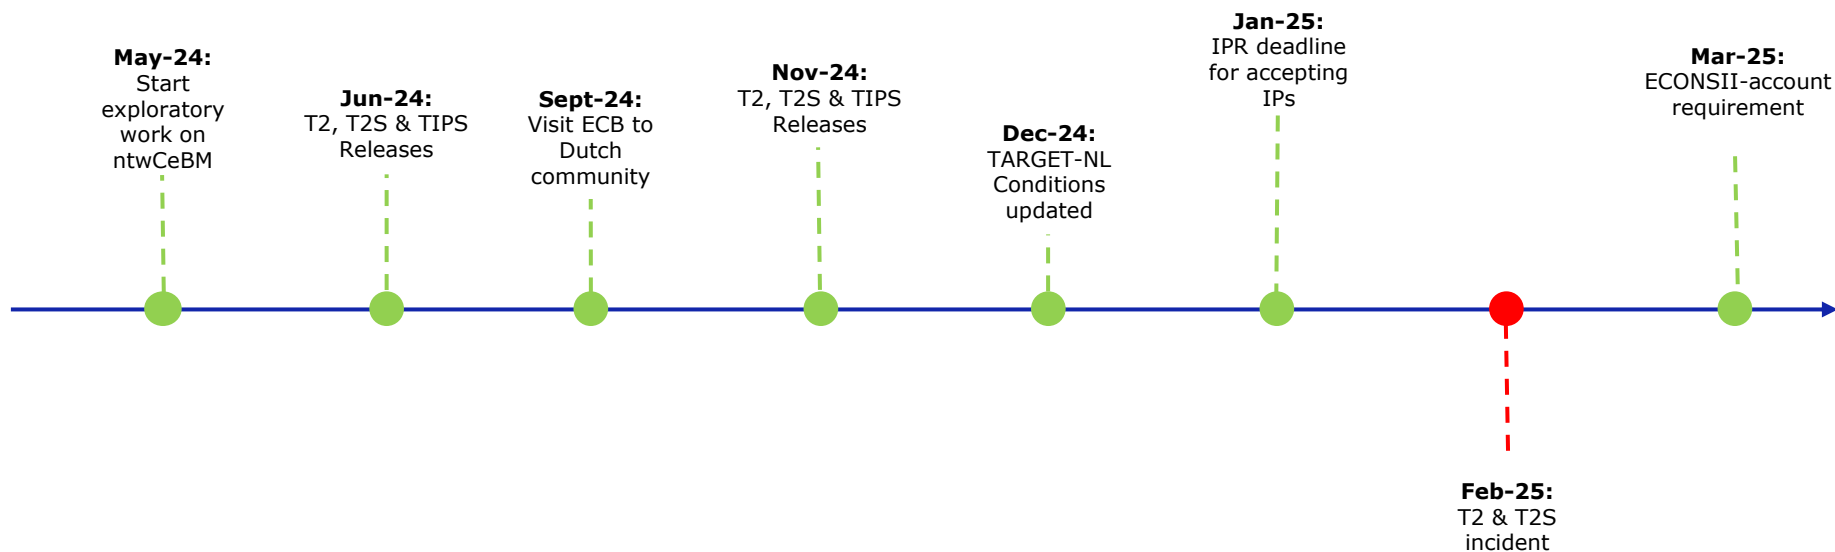 May-24:
Start
exploratory
work on
ntwCeBM
Jun-24:
T2, T2S & TIPS
Releases
Sept-24:
Visit ECB to
Dutch
community
Nov-24:
T2, T2S & TIPS
Releases
Dec-24:
TARGET-NL
Conditions
updated
Jan-25:
IPR deadline
for accepting
IPs
Feb-25:
T2 & T2S
incident
Mar-25:
ECONSII-account
requirement